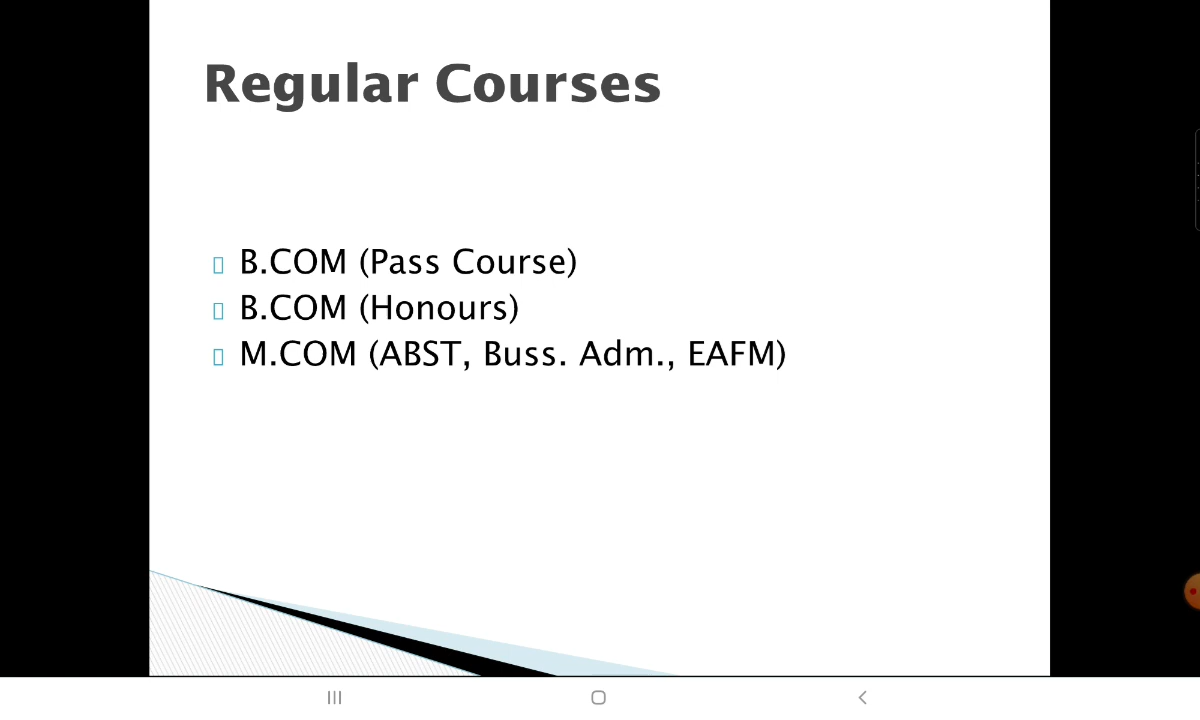 Regular Courses
B.COM (Pass Course)
B.COM (Honours)
M.COM (ABST, Buss. Adm., EAFM)